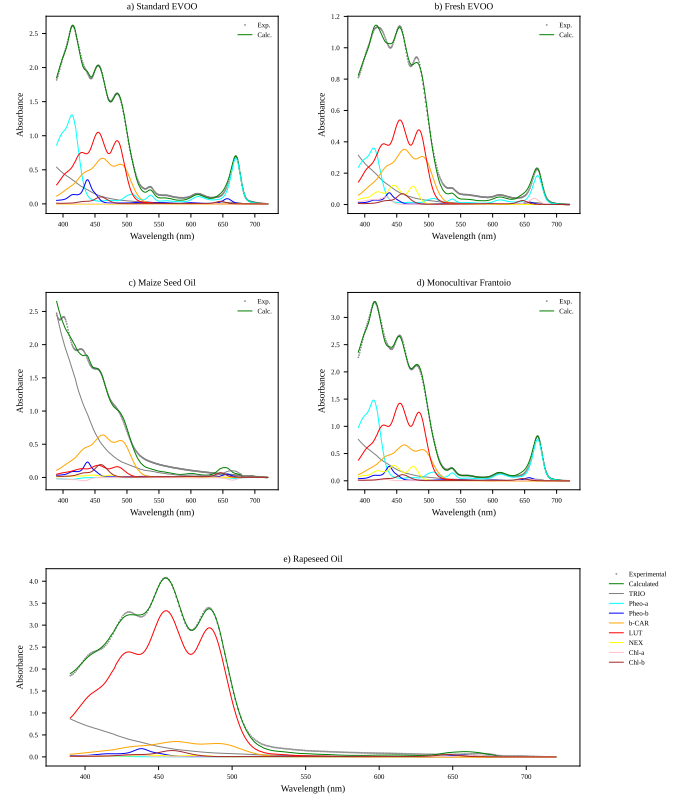 a) Standard EVOO
Absorbance
2.5
2.0
1.5
1.0
0.5
0.0
400
450
500
550
600
650
700
Wavelength (nm)
Exp.
Calc.
b) Fresh EVOO
Absorbance
1.2
1.0
0.8
0.6
0.4
0.2
0.0
400
450
500
550
600
650
700
Wavelength (nm)
Exp.
Calc.
c) Maize Seed Oil
Absorbance
2.5
2.0
1.5
1.0
0.5
0.0
400
450
500
550
600
650
700
Wavelength (nm)
Exp.
Calc.
d) Monocultivar Frantoio
Absorbance
3.0
2.5
2.0
1.5
1.0
0.5
0.0
400
450
500
550
600
650
700
Wavelength (nm)
Exp.
Calc.
e) Rapeseed Oil
Absorbance
4.0
3.5
3.0
2.5
2.0
1.5
1.0
0.5
0.0
400
450
500
550
600
650
700
Wavelength (nm)
Experimental
Calculated
TRIO
Pheo-a
Pheo-b
b-CAR
LUT
NEX
Chl-a
Chl-b